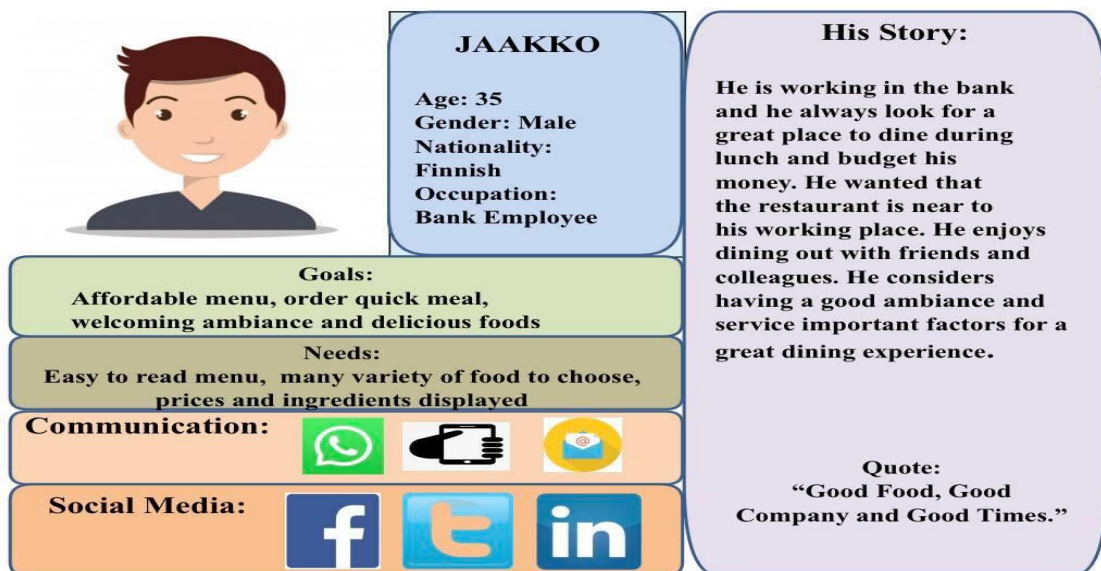 JAAKKO
Age: 35
Gender: Male
Nationality:
Finnish
Occupation:
Bank Employee
His Story:
He is working in the bank
and he always look for a
great place to dine during
lunch and budget his
money. He wanted that
the restaurant is near to
his working place. He enjoys
dining out with friends and
colleagues. He considers
having a good ambiance and
service important factors for a
great dining experience.
Quote:
“Good Food, Good
Company and Good Times.”
Goals:
Affordable menu, order quick meal,
welcoming ambiance and delicious foods
Needs:
Easy to read menu, many variety of food to choose,
prices and ingredients displayed
Communication:
@
Social Media:
f
t
in